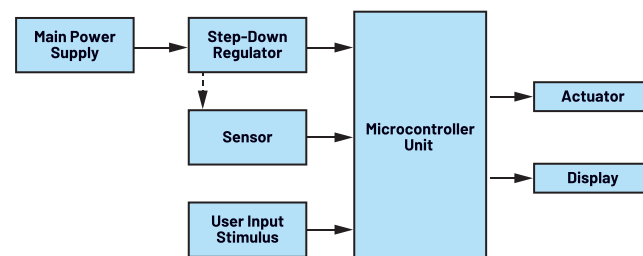 Main Power
Supply
Step-Down
Regulator
Sensor
User Input
Stimulus
Microcontroller
Unit
Actuator
Display